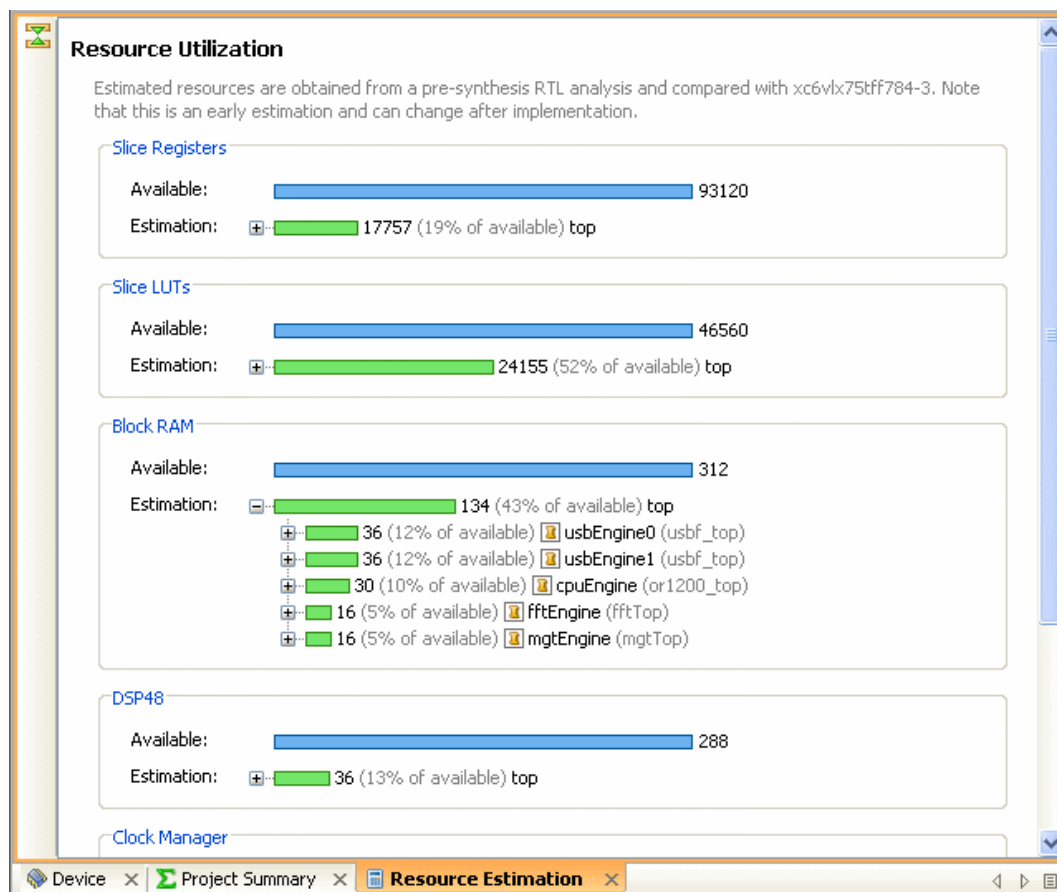 Resource Utilization
Estimated resources are obtained from a pre-synthesis RTL analysis and compared with xc6vlx75tff784-3. Note
that this is an early estimation and can change after implementation.
Slice Registers
Available: 93120
Estimation: 17757 (19% of available) top
Slice LUTs
Available: 46560
Estimation: 24155 (52% of available) top
Block RAM
Available: 312
Estimation: 134 (43% of available) top
36 (12% of available) usbEngine0 (usbf_top)
36 (12% of available) usbEngine1 (usbf_top)
30 (10% of available) cpuEngine (or1200_top)
16 (5% of available) fftEngine (fftTop)
16 (5% of available) mgtEngine (mgtTop)
DSP48
Available: 288
Estimation: 36 (13% of available) top
Clock Manager
Device Project Summary Resource Estimation